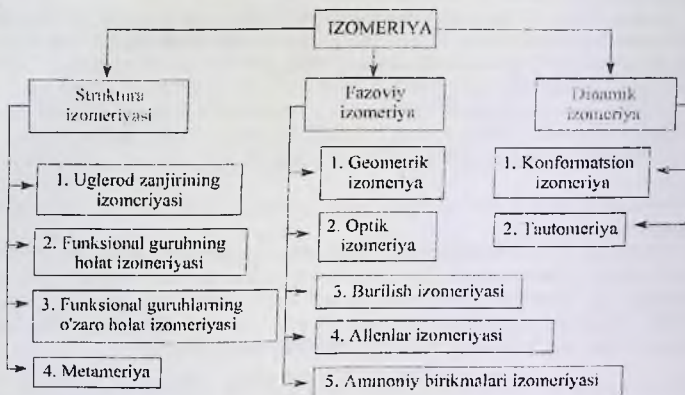 IZOMERIYA
Struktura
izomeriyasi
1. Uglerod zanjirining
izomeriyasi
2. Funksional guruhning
holat izomeriyasi
3. Funksional guruhlarning
o'zaro holat izomeriyasi
4. Metameriya
Fazoviy
izomeriya
1. Geometrik
izomeriya
2. Optik
izomeriya
3. Burilish izomeriyasi
4. Allenlar izomeriyasi
5. Ammoniy birikmalari izomeriyasi
Dinamik
izomeriya
1. Konformatsion
izomeriya
2. Tautomeriya